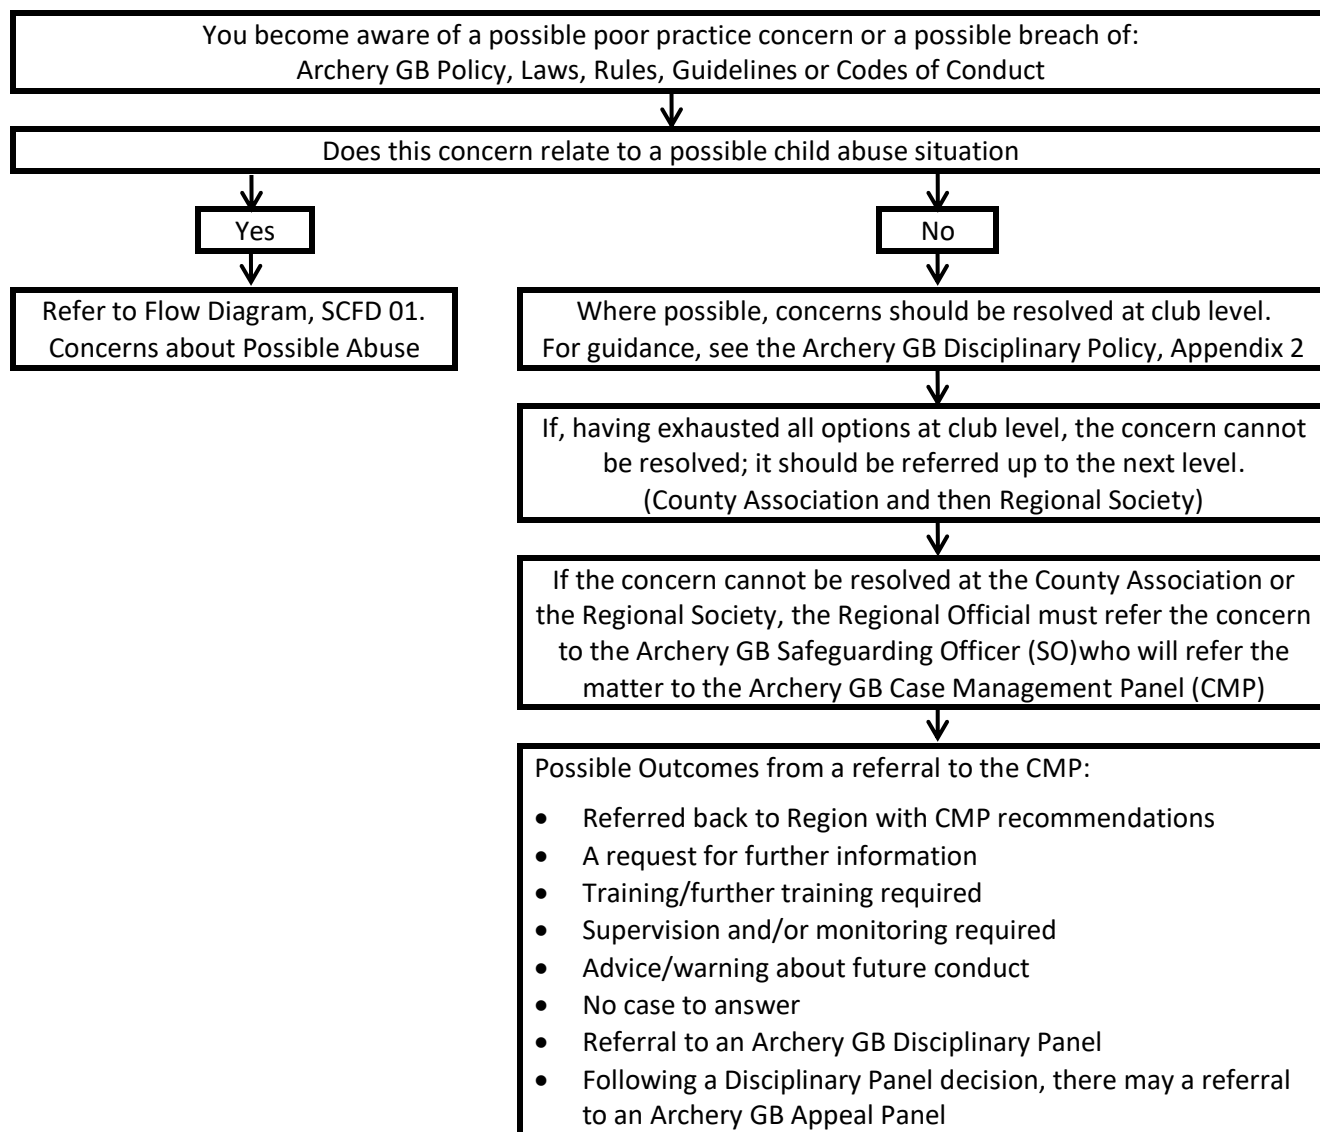 You become aware of a possible poor practice concern or a possible breach of:
Archery GB Policy, Laws, Rules, Guidelines or Codes of Conduct
Does this concern relate to a possible child abuse situation
Yes
No
Refer to Flow Diagram, SCFD 01.
Concerns about Possible Abuse
Where possible, concerns should be resolved at club level.
For guidance, see the Archery GB Disciplinary Policy, Appendix 2
If, having exhausted all options at club level, the concern cannot
be resolved; it should be referred up to the next level.
(County Association and then Regional Society)
If the concern cannot be resolved at the County Association or
the Regional Society, the Regional Official must refer the concern
to the Archery GB Safeguarding Officer (SO)who will refer the
matter to the Archery GB Case Management Panel (CMP)
Possible Outcomes from a referral to the CMP:
• Referred back to Region with CMP recommendations
• A request for further information
• Training/further training required
• Supervision and/or monitoring required
• Advice/warning about future conduct
• No case to answer
• Referral to an Archery GB Disciplinary Panel
• Following a Disciplinary Panel decision, there may a referral
to an Archery GB Appeal Panel